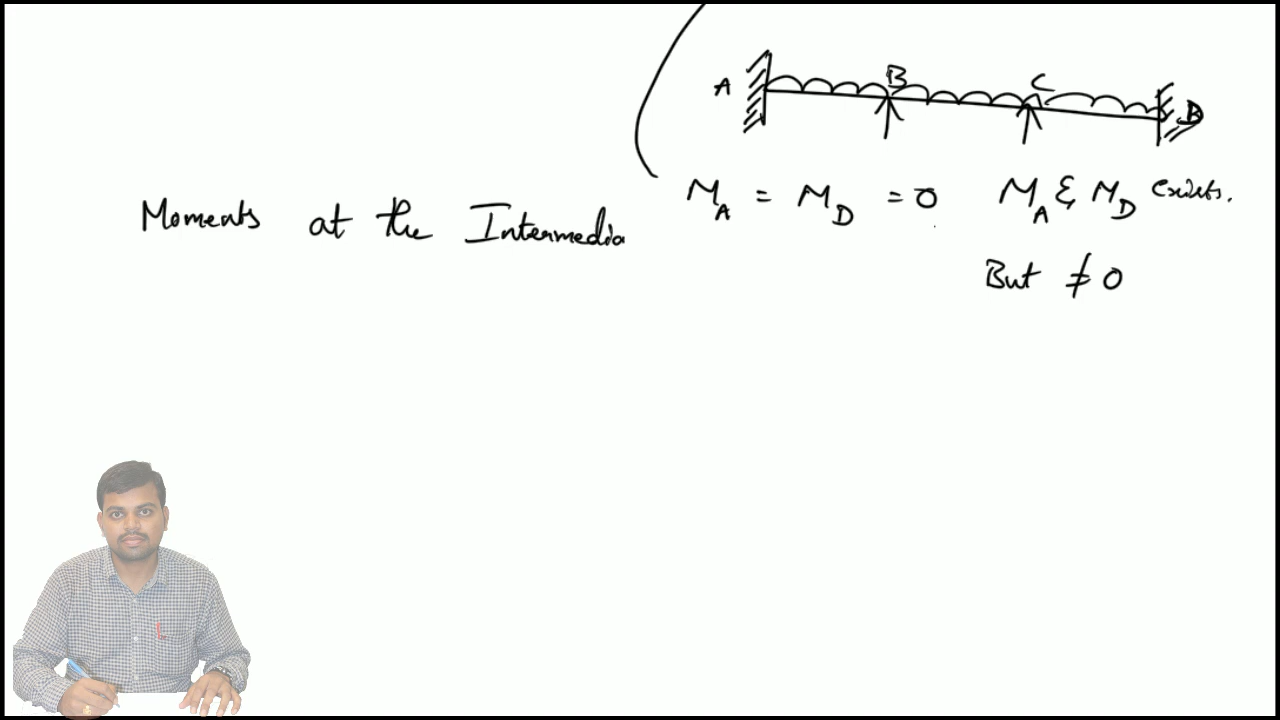 A B C D
M_A = M_D = 0 M_A & M_D exists.
Moments at the Intermedia
But ≠ 0